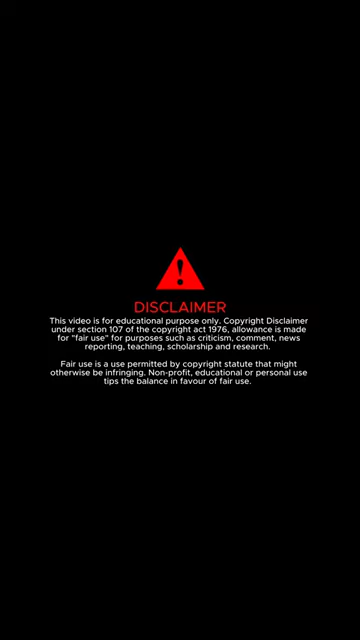 DISCLAIMER
This video is for educational purpose only. Copyright Disclaimer
under section 107 of the copyright act 1976, allowance is made
for "fair use" for purposes such as criticism, comment, news
reporting, teaching, scholarship and research.
Fair use is a use permitted by copyright statute that might
otherwise be infringing. Non-profit, educational or personal use
tips the balance in favour of fair use.